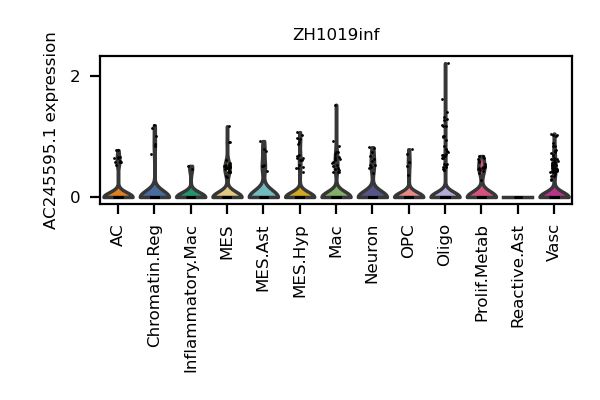 ZH1019inf
AC245595.1 expression
2
0
AC
Chromatin.Reg
Inflammatory.Mac
MES
MES.Ast
MES.Hyp
Mac
Neuron
OPC
Oligo
Prolif.Metab
Reactive.Ast
Vasc